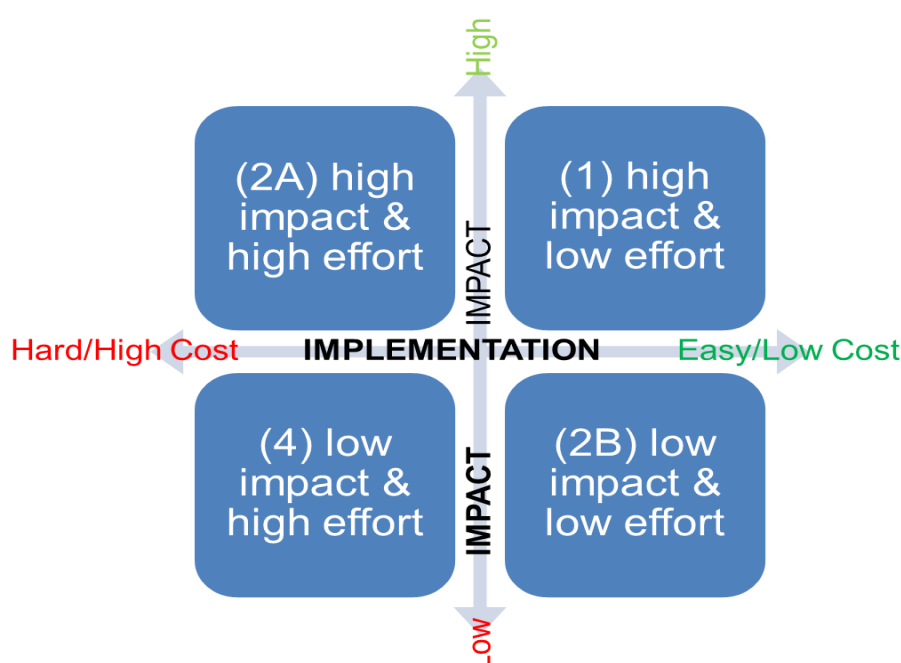 High
(2A) high
impact &
high effort
(1) high
impact &
low effort
IMPACT
Hard/High Cost
IMPLEMENTATION
Easy/Low Cost
(4) low
impact &
high effort
IMPACT
(2B) low
impact &
low effort
Low